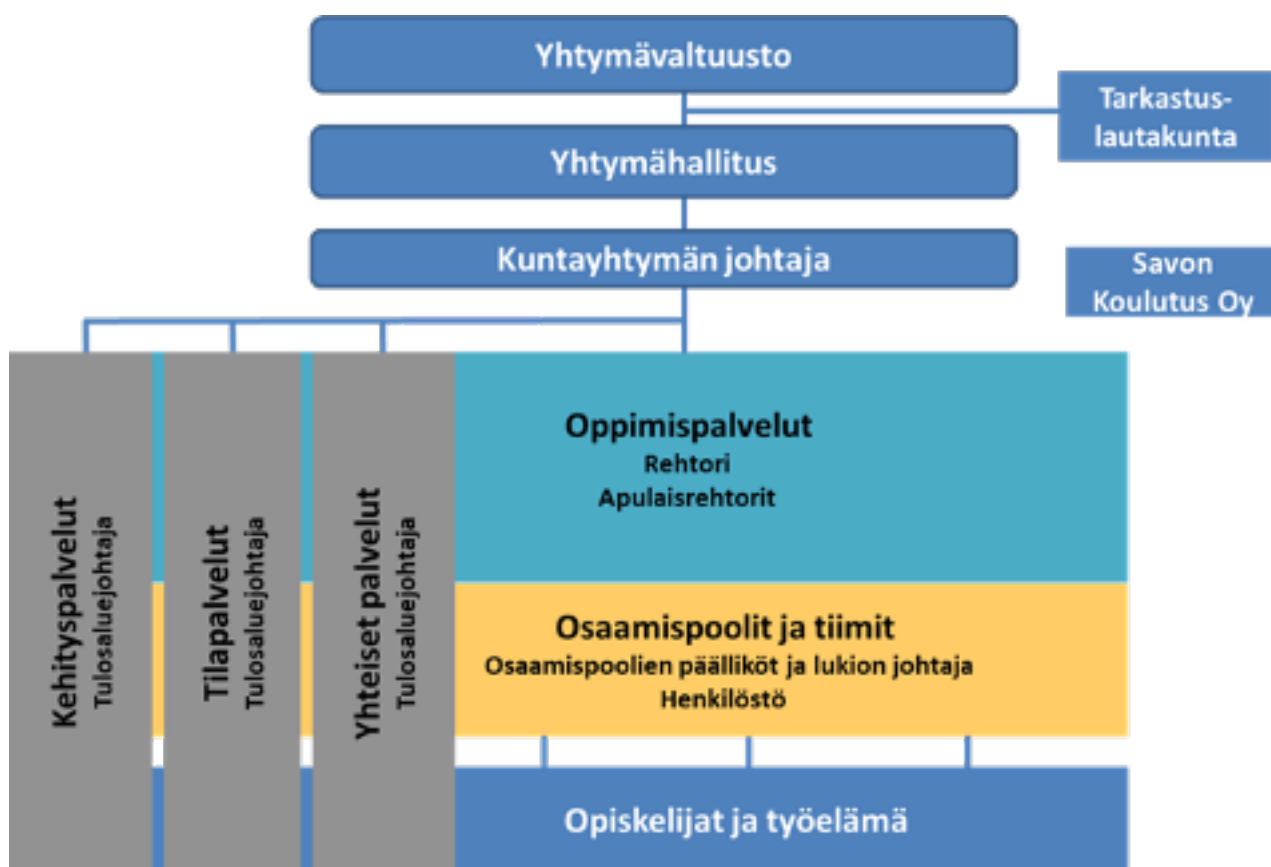 Yhtymävaltuusto
Tarkastus-
lautakunta
Yhtymähallitus
Kuntayhtymän johtaja
Savon
Koulutus Oy
Kehityspalvelut
Tulosaluejohtaja
Tilapalvelut
Tulosaluejohtaja
Yhteiset palvelut
Tulosaluejohtaja
Oppimispalvelut
Rehtori
Apulaisrehtorit
Osaamispoolit ja tiimit
Osaamispoolien päälliköt ja lukion johtaja
Henkilöstö
Opiskelijat ja työelämä